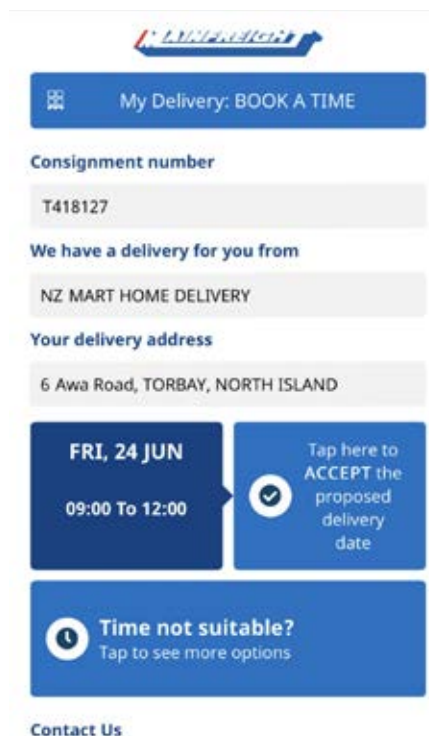 MAINFREIGHT
My Delivery: BOOK A TIME
Consignment number
T418127
We have a delivery for you from
NZ MART HOME DELIVERY
Your delivery address
6 Awa Road, TORBAY, NORTH ISLAND
FRI, 24 JUN
09:00 To 12:00
Tap here to
ACCEPT the
proposed
delivery
date
Time not suitable?
Tap to see more options
Contact Us